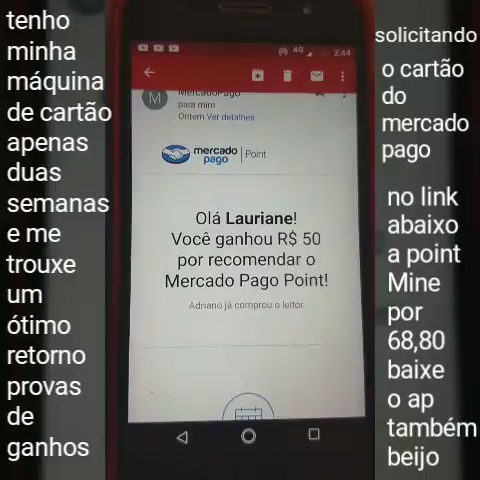 tenho
minha
máquina
de cartão
apenas
duas
semanas
e me
trouxe
um
ótimo
retorno
provas
de
ganhos
4G 2:44
M
MercadoPago
para mim
Ontem Ver detalhes
mercado
pago
Point
Olá Lauriane!
Você ganhou R$ 50
por recomendar o
Mercado Pago Point!
Adriano já comprou o leitor.
solicitando
o cartão
do
mercado
pago
no link
abaixo
a point
Mine
por
68,80
baixe
o ap
também
beijo